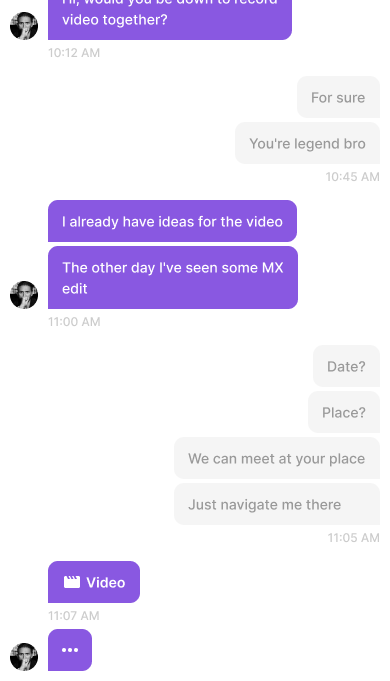 Hi, would you be down to record
video together?
10:12 AM
For sure
You're legend bro
10:45 AM
I already have ideas for the video
The other day I've seen some MX
edit
11:00 AM
Date?
Place?
We can meet at your place
Just navigate me there
11:05 AM
Video
11:07 AM